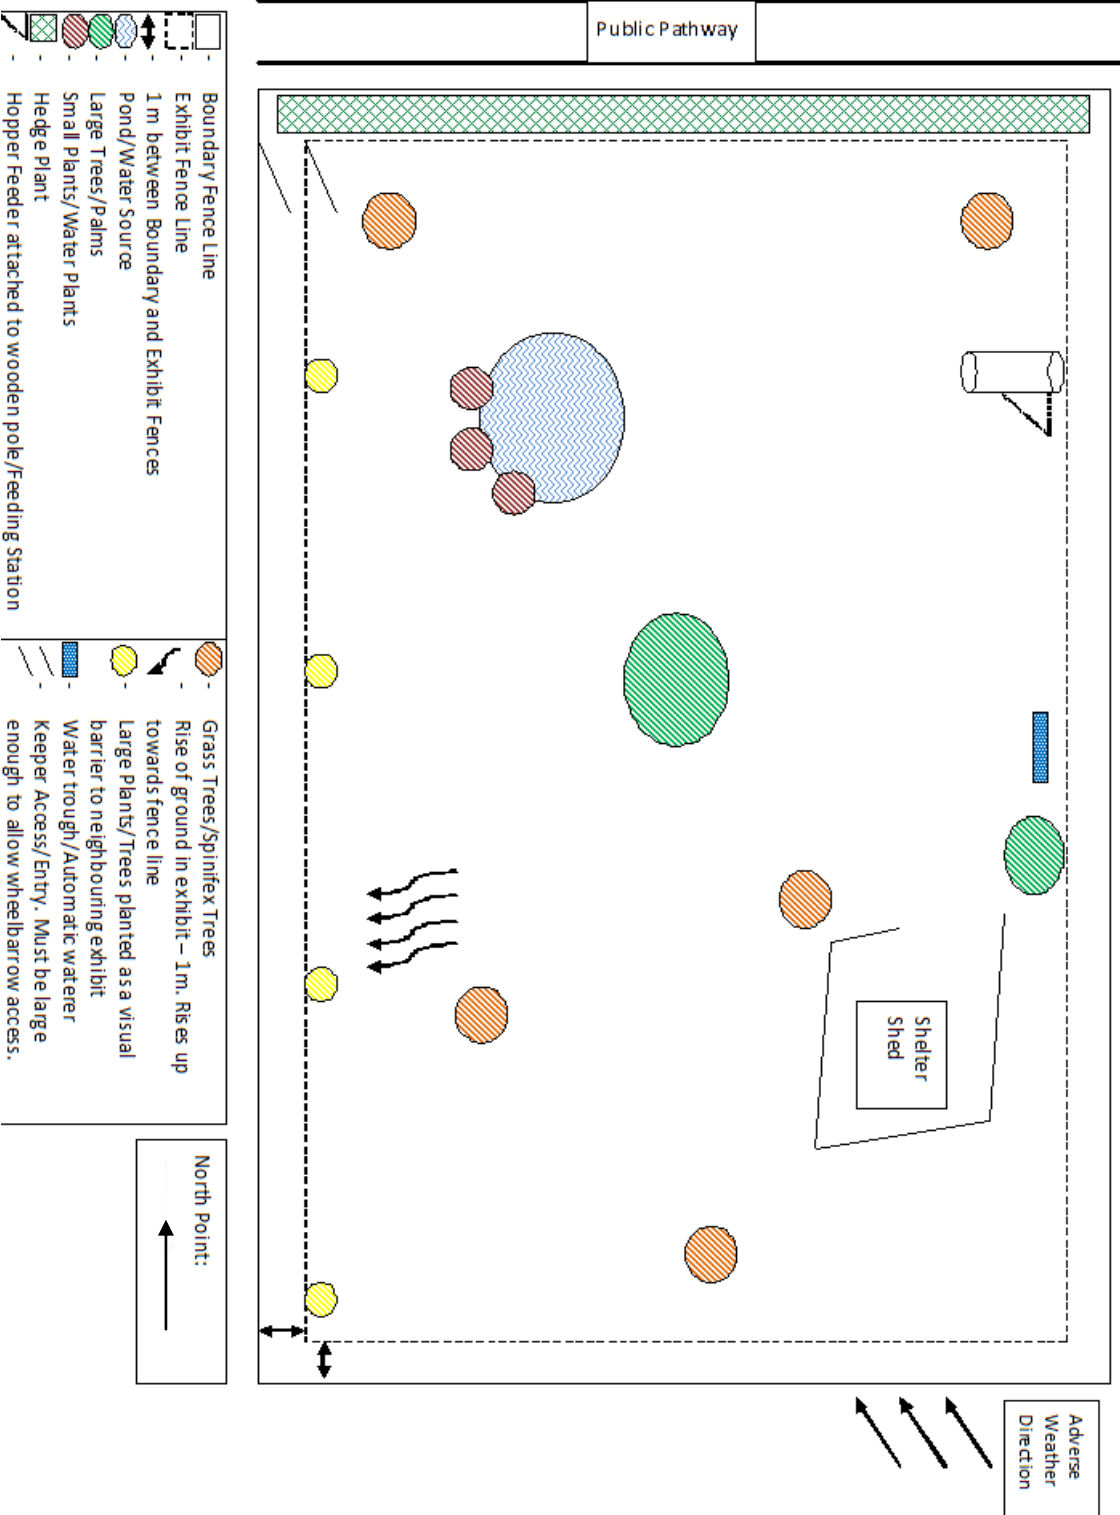 Public Pathway
- Boundary Fence Line
- Exhibit Fence Line
- 1 m between Boundary and Exhibit Fences
- Pond/Water Source
- Large Trees/Palms
- Small Plants/Water Plants
- Hedge Plant
- Hopper Feeder attached to wooden pole/Feeding Station
- Grass Trees/Spinifex Trees
- Rise of ground in exhibit – 1m. Rises up
towards fence line
- Large Plants/Trees planted as a visual
barrier to neighbouring exhibit
- Water trough/Automatic waterer
- Keeper Access/Entry. Must be large
enough to allow wheelbarrow access.
Shelter
Shed
North Point:
Adverse
Weather
Direction